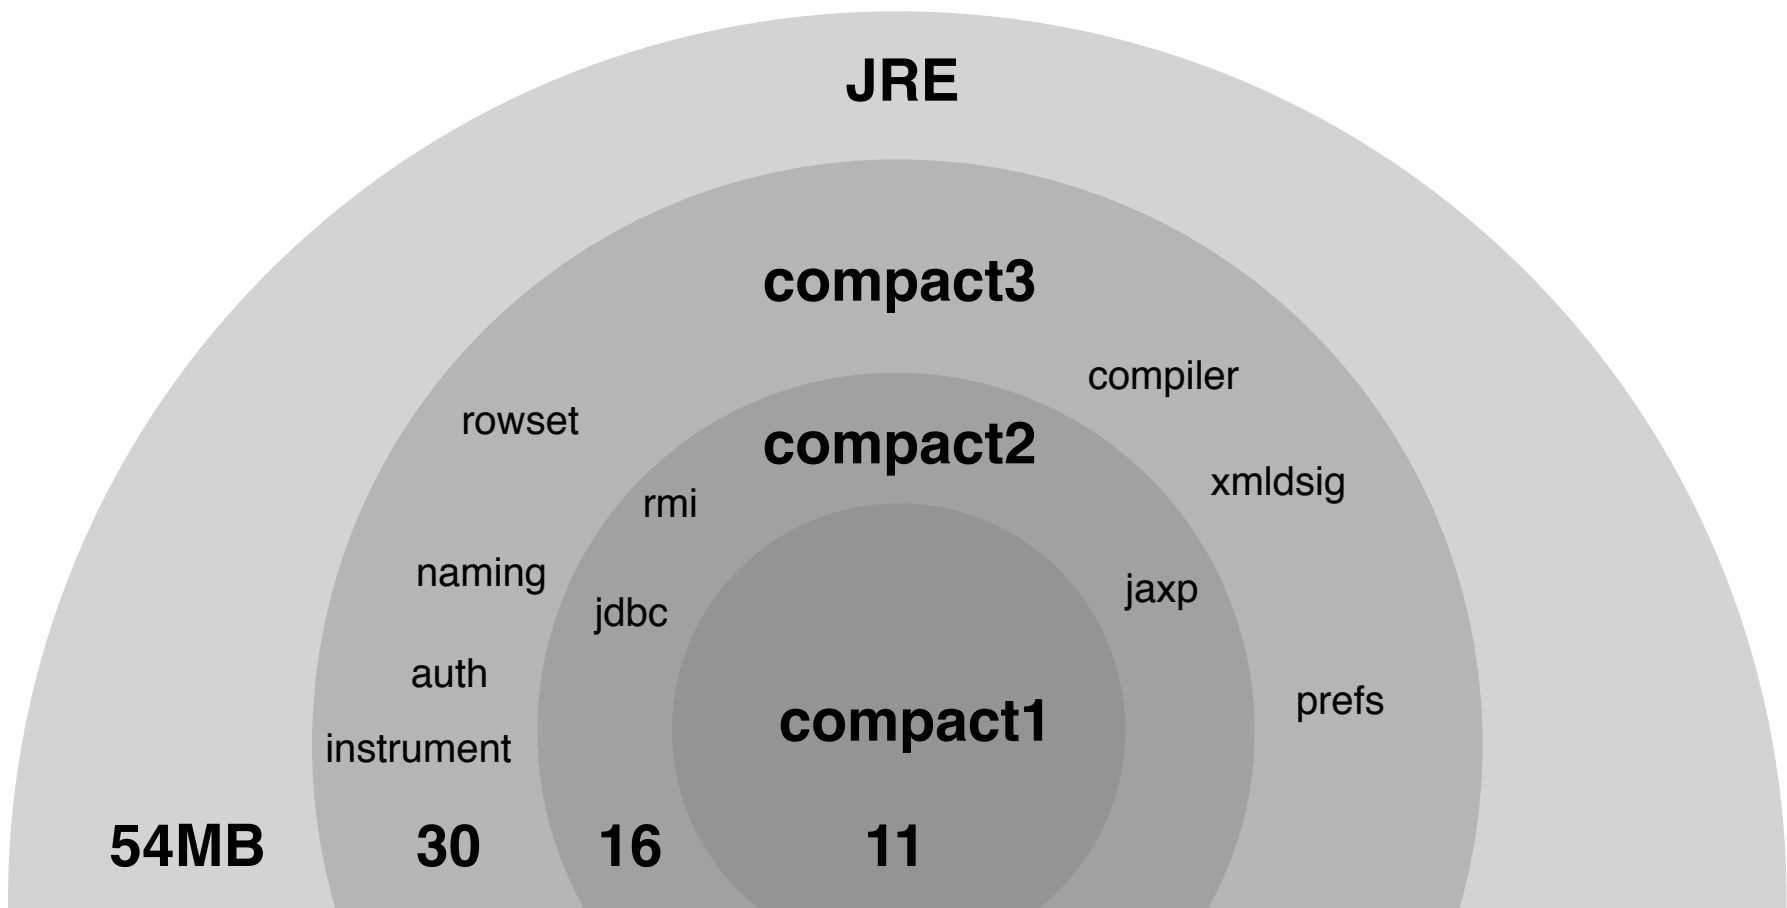 JRE
compact3
compiler
rowset
compact2
xmldsig
rmi
naming
jaxp
jdbc
auth
prefs
compact1
instrument
54MB 30 16 11